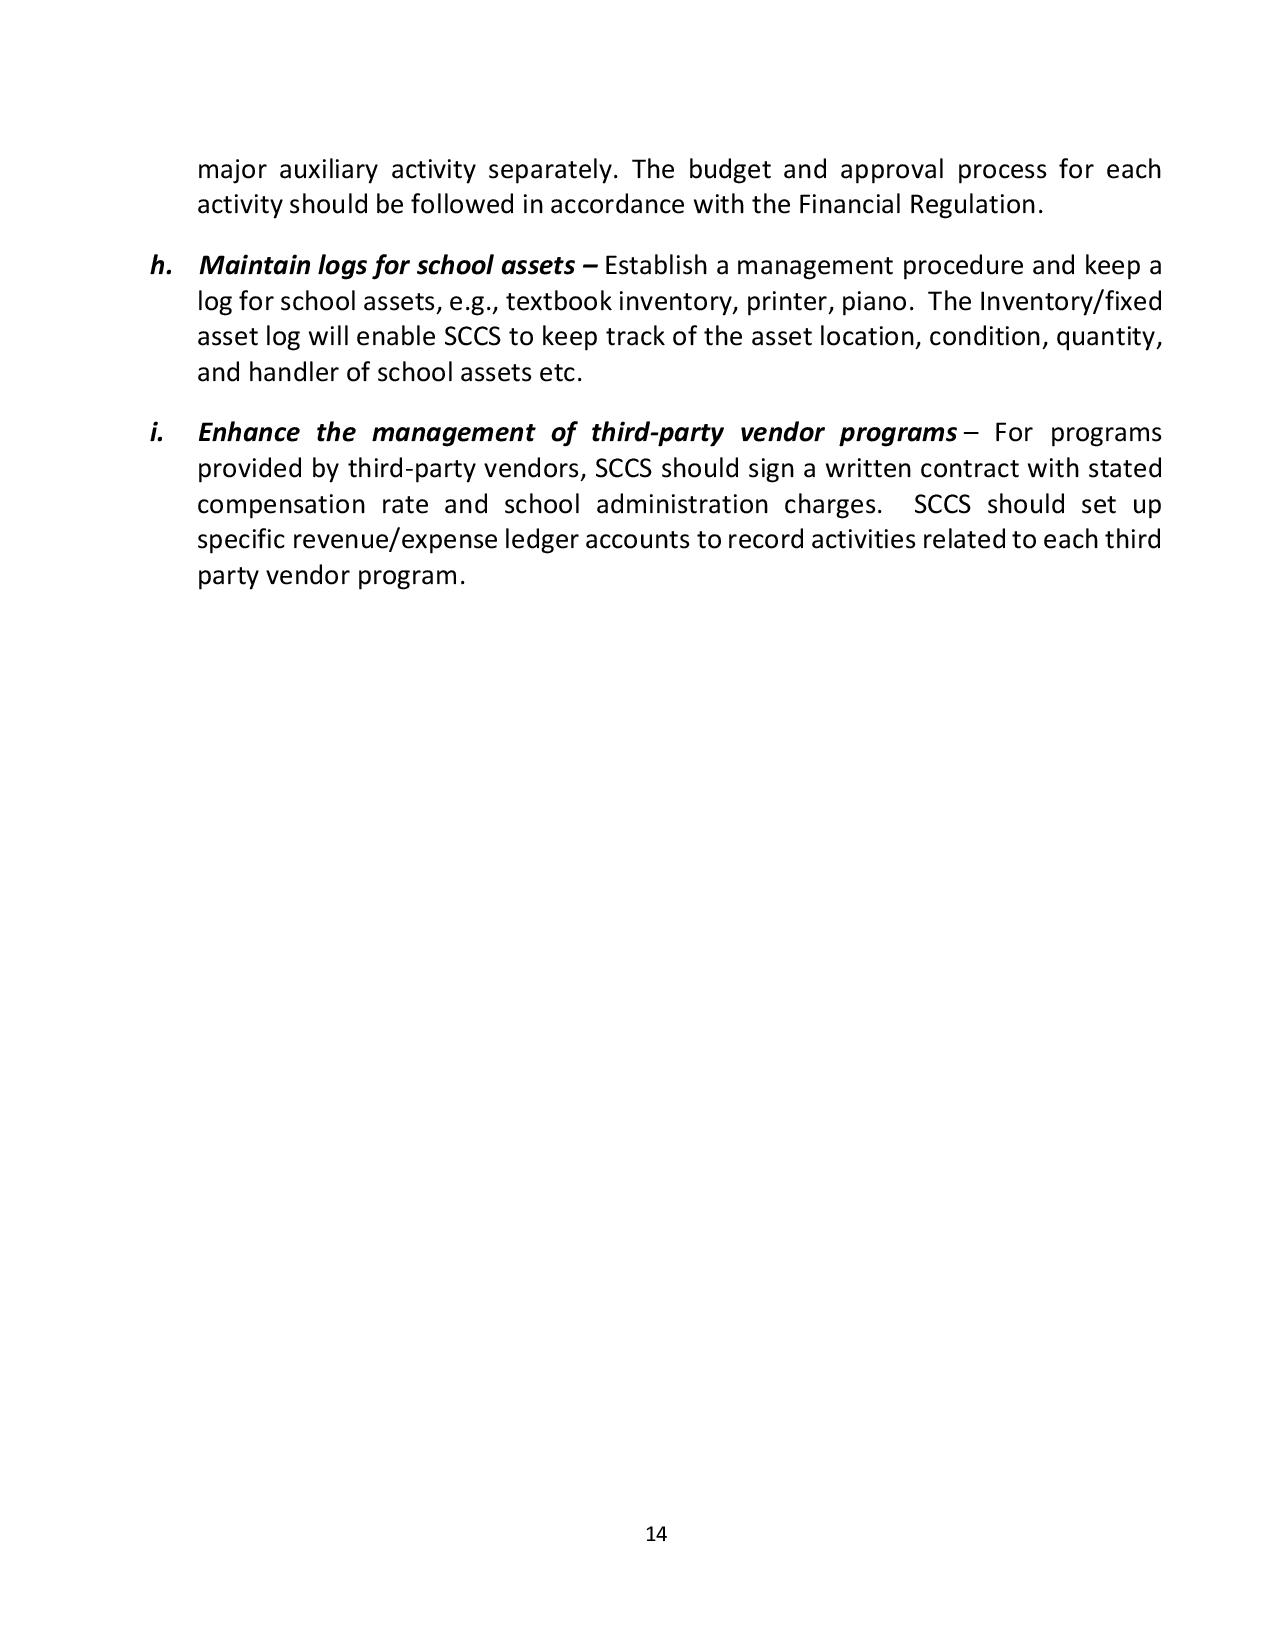 major auxiliary activity separately. The budget and approval process for each
activity should be followed in accordance with the Financial Regulation.
h. Maintain logs for school assets – Establish a management procedure and keep a
log for school assets, e.g., textbook inventory, printer, piano. The Inventory/fixed
asset log will enable SCCS to keep track of the asset location, condition, quantity,
and handler of school assets etc.
i. Enhance the management of third-party vendor programs – For programs
provided by third-party vendors, SCCS should sign a written contract with stated
compensation rate and school administration charges. SCCS should set up
specific revenue/expense ledger accounts to record activities related to each third
party vendor program.
14